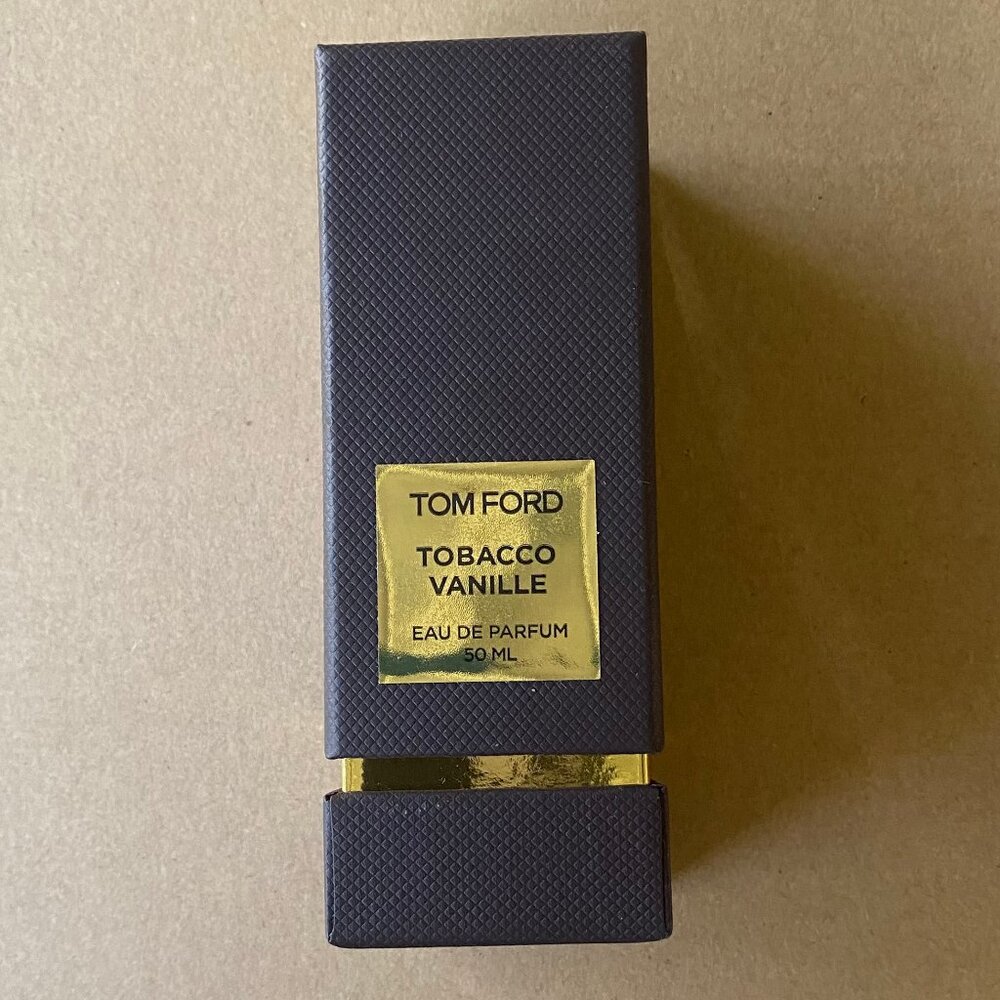 TOM FORD
TOBACCO
VANILLE
EAU DE PARFUM
50 ML